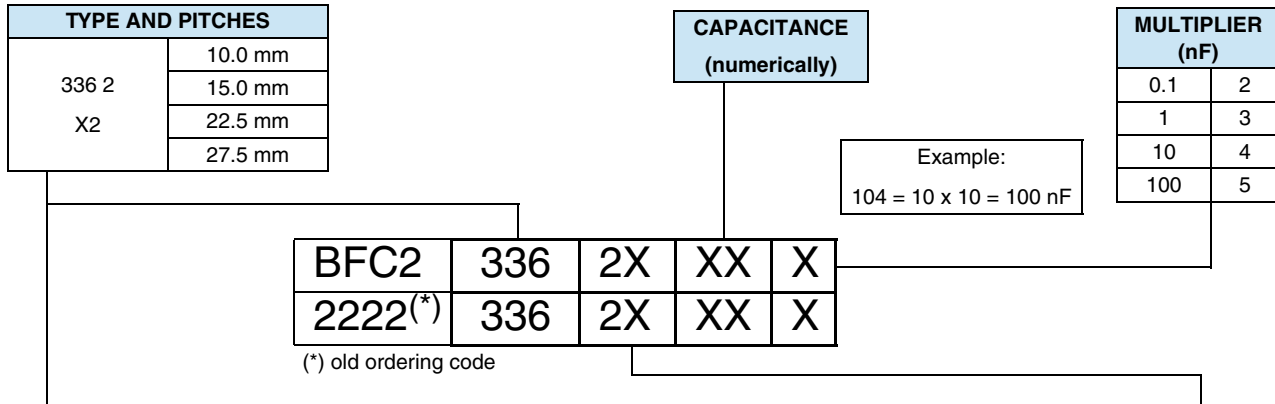 TYPE AND PITCHES
336 2
X2
10.0 mm
15.0 mm
22.5 mm
27.5 mm
CAPACITANCE
(numerically)
MULTIPLIER
(nF)
0.1 2
1 3
10 4
100 5
Example:
104 = 10 x 10 = 100 nF
BFC2 336 2X XX X
2222(*) 336 2X XX X
(*) old ordering code